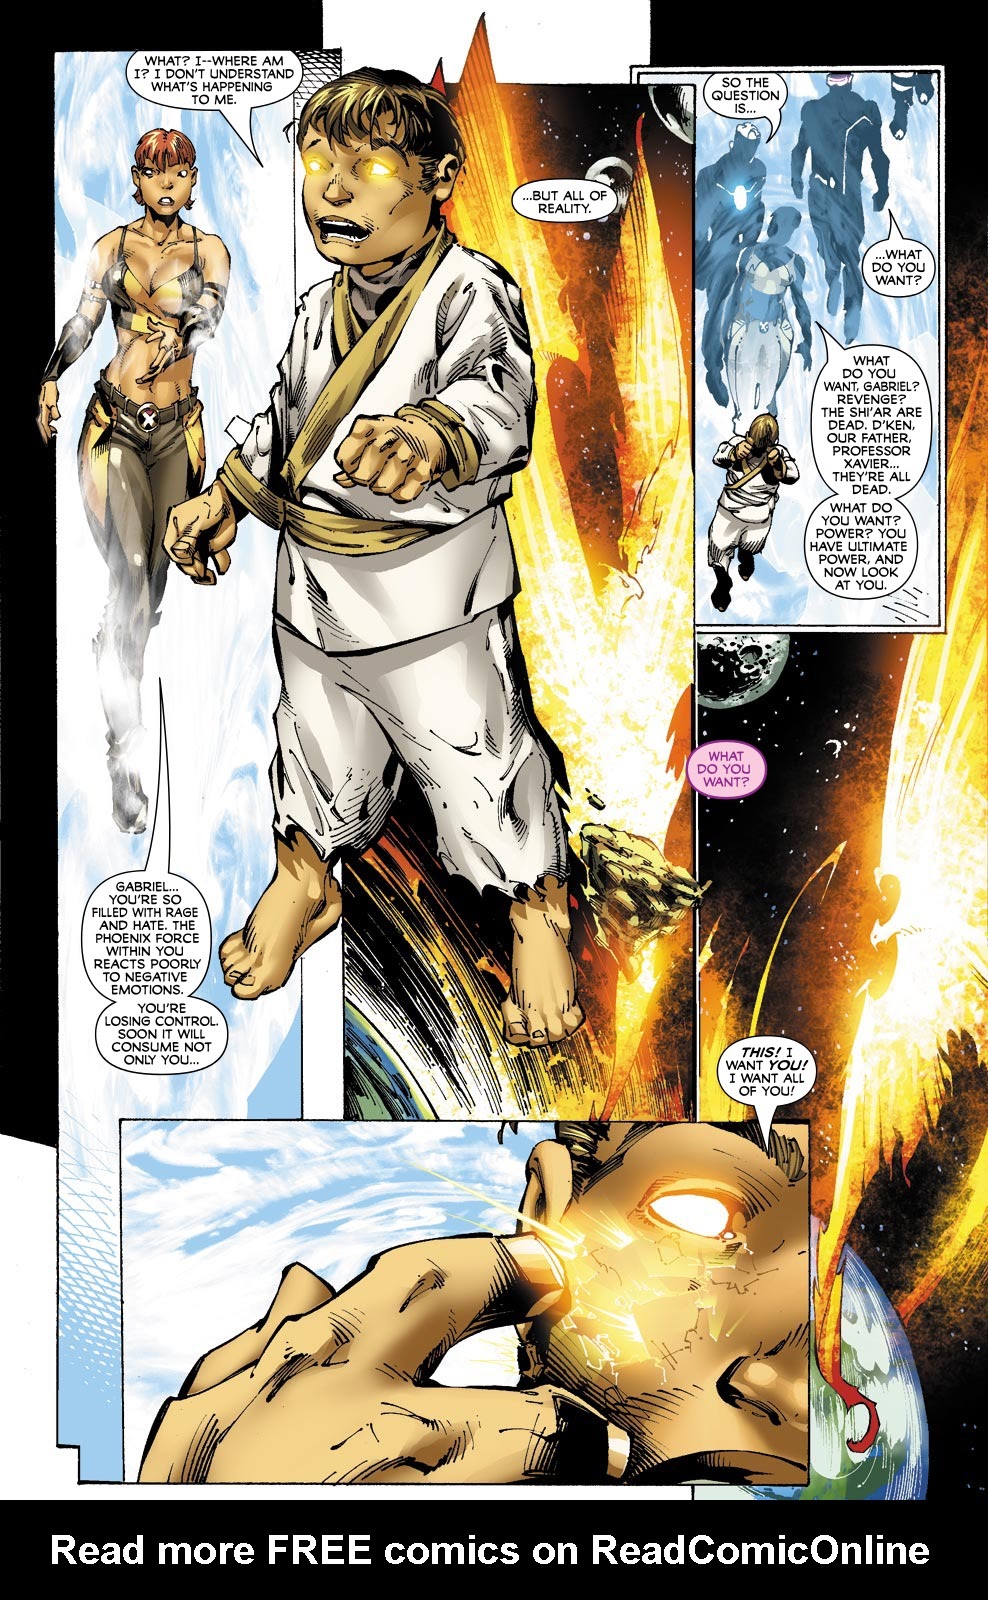 WHAT? I--WHERE AM
I? I DON'T UNDERSTAND
WHAT'S HAPPENING
TO ME.
GABRIEL...
YOU'RE SO
FILLED WITH RAGE
AND HATE. THE
PHOENIX FORCE
WITHIN YOU
REACTS POORLY
TO NEGATIVE
EMOTIONS.
YOU'RE
LOSING CONTROL.
SOON IT WILL
CONSUME NOT
ONLY YOU...
...BUT ALL OF
REALITY.
SO THE
QUESTION
IS...
...WHAT
DO YOU
WANT?
WHAT
DO YOU
WANT, GABRIEL?
REVENGE?
THE SHI'AR ARE
DEAD. D'KEN,
OUR FATHER,
PROFESSOR
XAVIER...
THEY'RE ALL
DEAD.
WHAT DO
YOU WANT?
POWER? YOU
HAVE ULTIMATE
POWER, AND
NOW LOOK
AT YOU.
WHAT
DO YOU
WANT?
THIS! I
WANT YOU!
I WANT ALL
OF YOU!
Read more FREE comics on ReadComicOnline